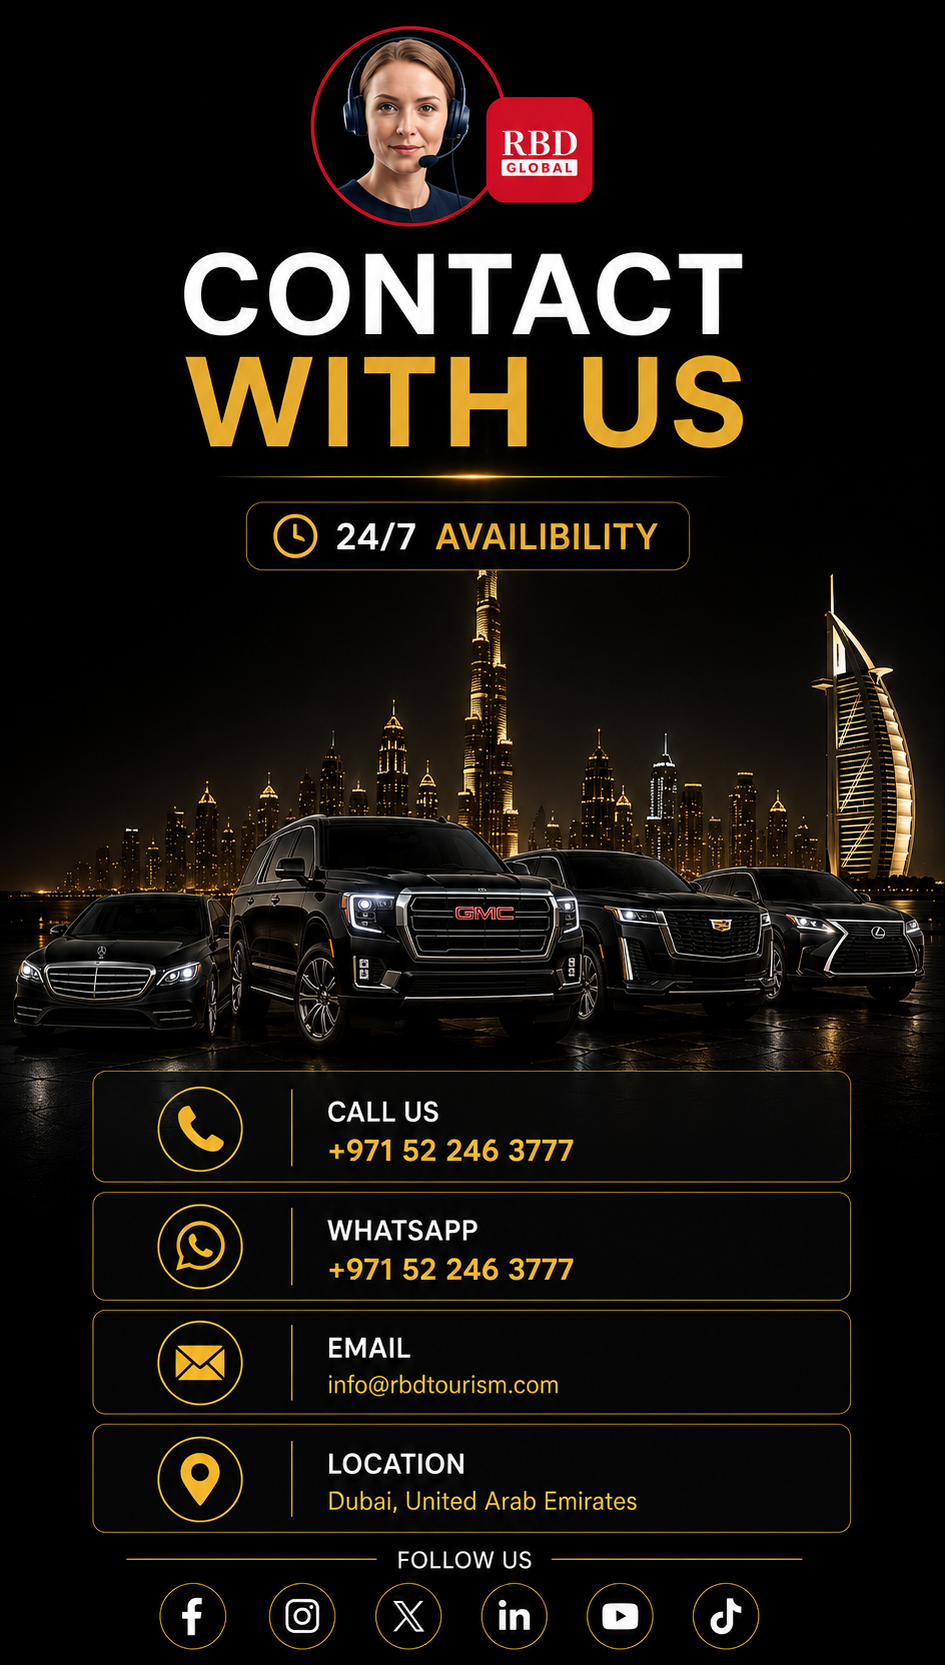 RBD
GLOBAL
CONTACT
WITH US
24/7 AVAILIBILITY
GMC
CALL US
+971 52 246 3777
WHATSAPP
+971 52 246 3777
EMAIL
info@rbdtourism.com
LOCATION
Dubai, United Arab Emirates
FOLLOW US